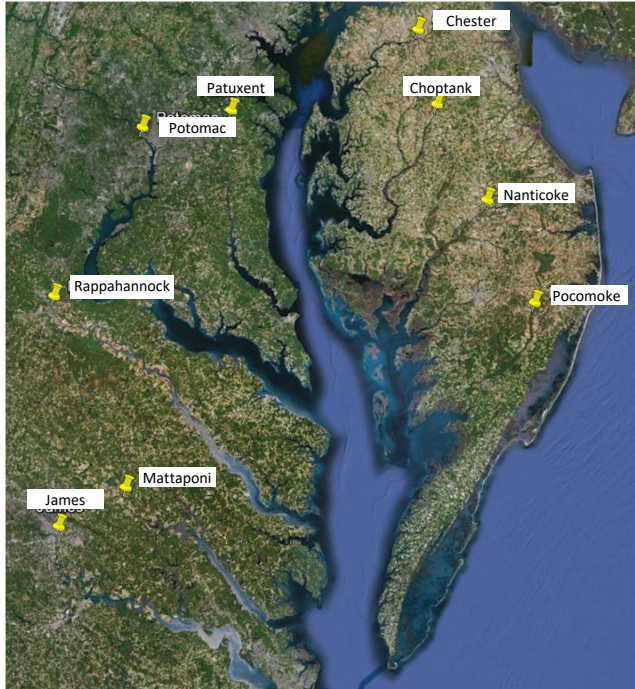 Chester
Patuxent
Choptank
Potomac
Nanticoke
Rappahannock
Pocomoke
Mattaponi
James